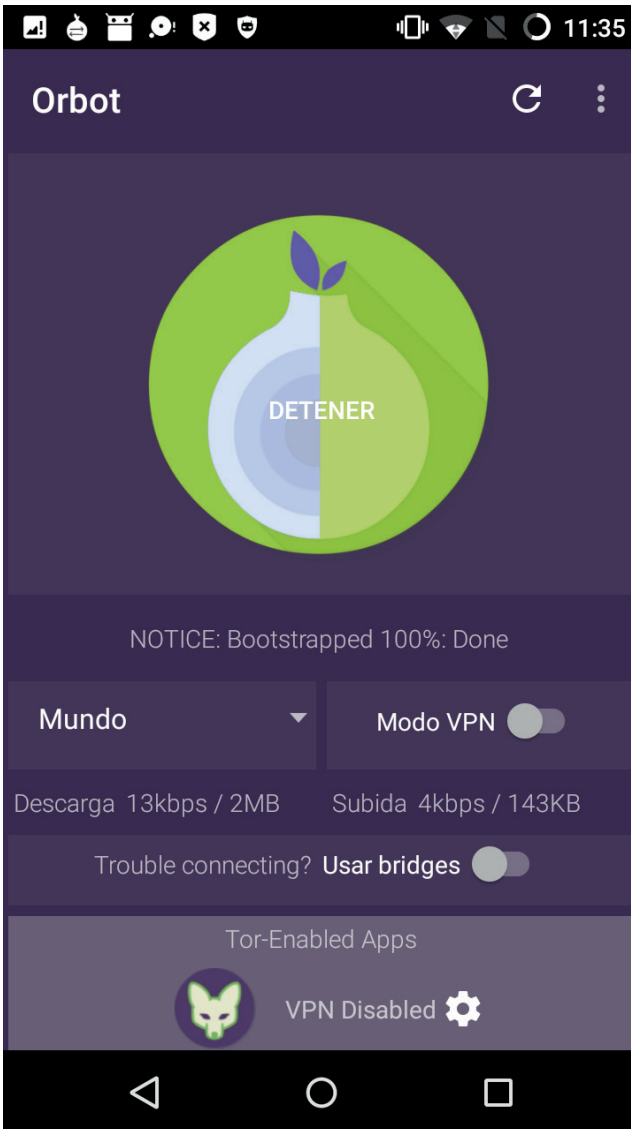 11:35
Orbot
DETENER
NOTICE: Bootstrapped 100%: Done
Mundo
Modo VPN
Descarga 13kbps / 2MB
Subida 4kbps / 143KB
Trouble connecting? Usar bridges
Tor-Enabled Apps
VPN Disabled